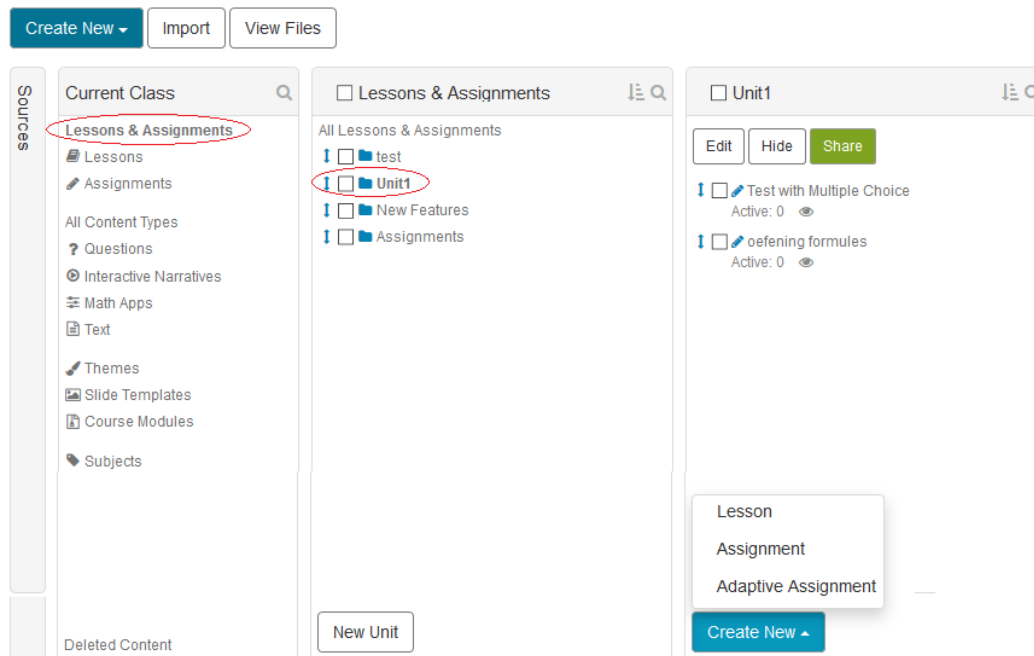 Create New
Import
View Files
Sources
Current Class
Lessons & Assignments
Lessons
Assignments
All Content Types
Questions
Interactive Narratives
Math Apps
Text
Themes
Slide Templates
Course Modules
Subjects
Deleted Content
Lessons & Assignments
All Lessons & Assignments
test
Unit1
New Features
Assignments
New Unit
Unit1
Edit
Hide
Share
Test with Multiple Choice
Active: 0
oefening formules
Active: 0
Lesson
Assignment
Adaptive Assignment
Create New